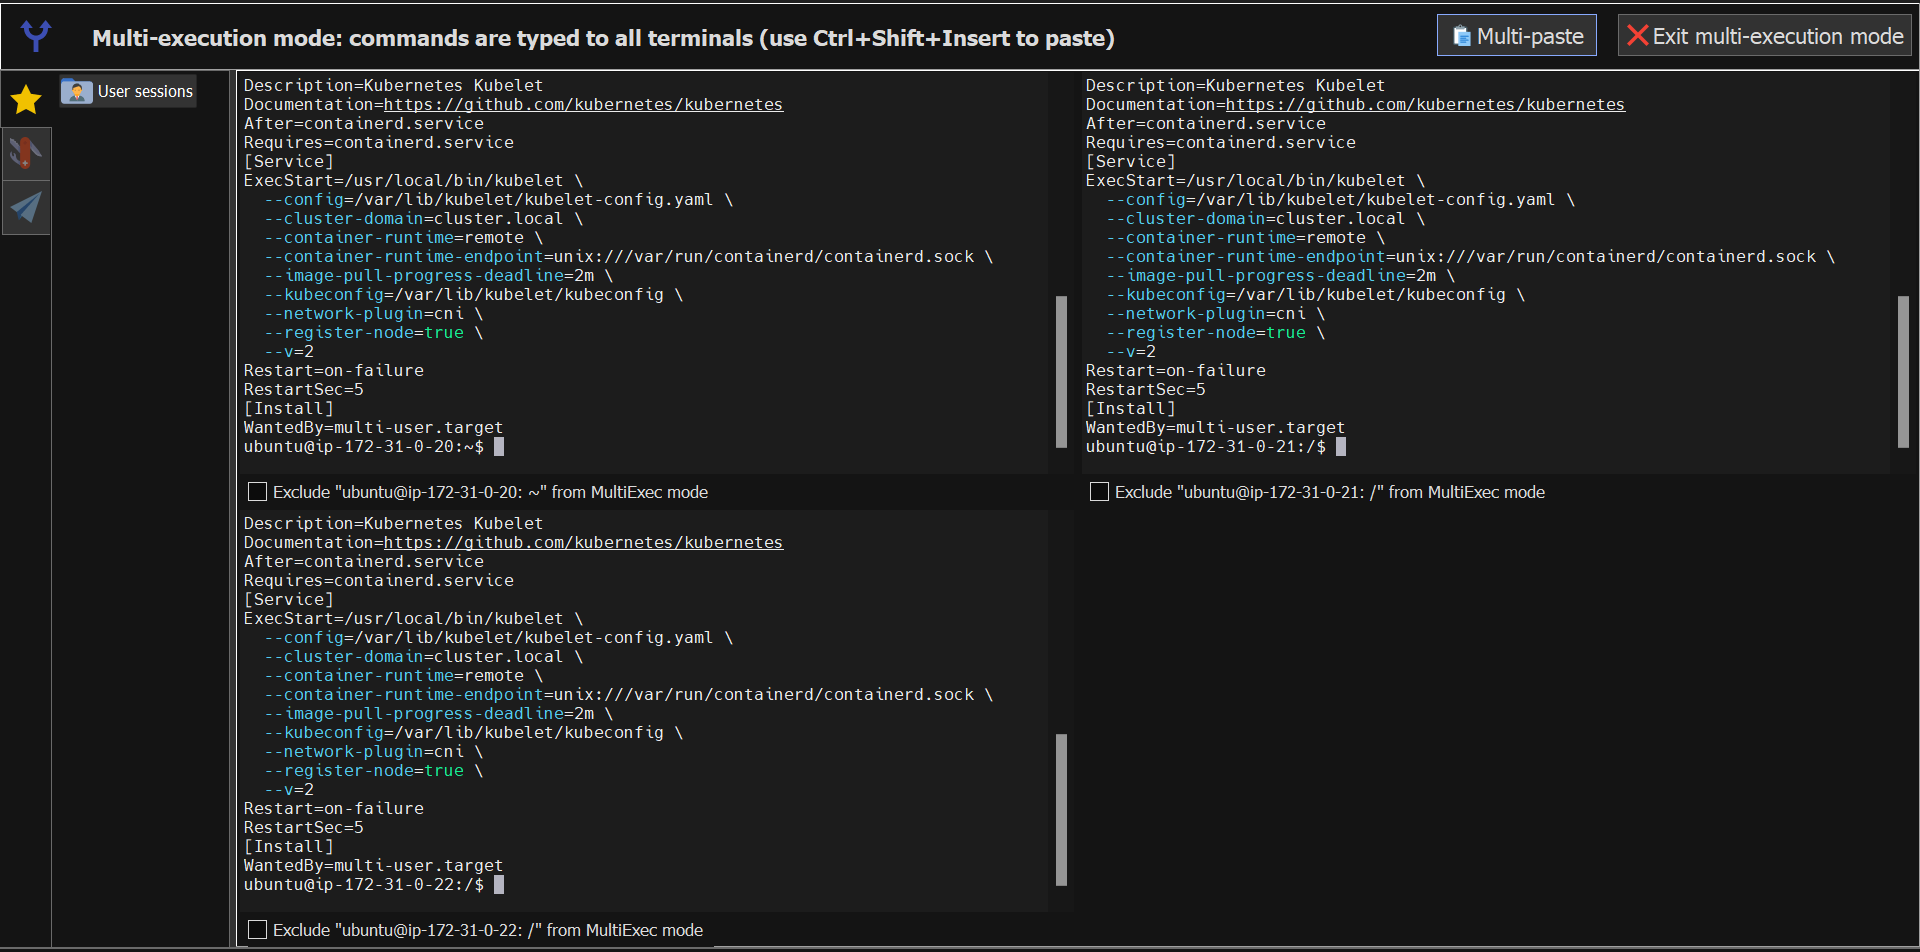 Multi-execution mode: commands are typed to all terminals (use Ctrl+Shift+Insert to paste)
Multi-paste
Exit multi-execution mode
User sessions
Description=Kubernetes Kubelet
Documentation=https://github.com/kubernetes/kubernetes
After=containerd.service
Requires=containerd.service
[Service]
ExecStart=/usr/local/bin/kubelet \
  --config=/var/lib/kubelet/kubelet-config.yaml \
  --cluster-domain=cluster.local \
  --container-runtime=remote \
  --container-runtime-endpoint=unix:///var/run/containerd/containerd.sock \
  --image-pull-progress-deadline=2m \
  --kubeconfig=/var/lib/kubelet/kubeconfig \
  --network-plugin=cni \
  --register-node=true \
  --v=2
Restart=on-failure
RestartSec=5
[Install]
WantedBy=multi-user.target
ubuntu@ip-172-31-0-20:~$
Exclude "ubuntu@ip-172-31-0-20: ~" from MultiExec mode
Description=Kubernetes Kubelet
Documentation=https://github.com/kubernetes/kubernetes
After=containerd.service
Requires=containerd.service
[Service]
ExecStart=/usr/local/bin/kubelet \
  --config=/var/lib/kubelet/kubelet-config.yaml \
  --cluster-domain=cluster.local \
  --container-runtime=remote \
  --container-runtime-endpoint=unix:///var/run/containerd/containerd.sock \
  --image-pull-progress-deadline=2m \
  --kubeconfig=/var/lib/kubelet/kubeconfig \
  --network-plugin=cni \
  --register-node=true \
  --v=2
Restart=on-failure
RestartSec=5
[Install]
WantedBy=multi-user.target
ubuntu@ip-172-31-0-21:/$
Exclude "ubuntu@ip-172-31-0-21: /" from MultiExec mode
Description=Kubernetes Kubelet
Documentation=https://github.com/kubernetes/kubernetes
After=containerd.service
Requires=containerd.service
[Service]
ExecStart=/usr/local/bin/kubelet \
  --config=/var/lib/kubelet/kubelet-config.yaml \
  --cluster-domain=cluster.local \
  --container-runtime=remote \
  --container-runtime-endpoint=unix:///var/run/containerd/containerd.sock \
  --image-pull-progress-deadline=2m \
  --kubeconfig=/var/lib/kubelet/kubeconfig \
  --network-plugin=cni \
  --register-node=true \
  --v=2
Restart=on-failure
RestartSec=5
[Install]
WantedBy=multi-user.target
ubuntu@ip-172-31-0-22:/$
Exclude "ubuntu@ip-172-31-0-22: /" from MultiExec mode